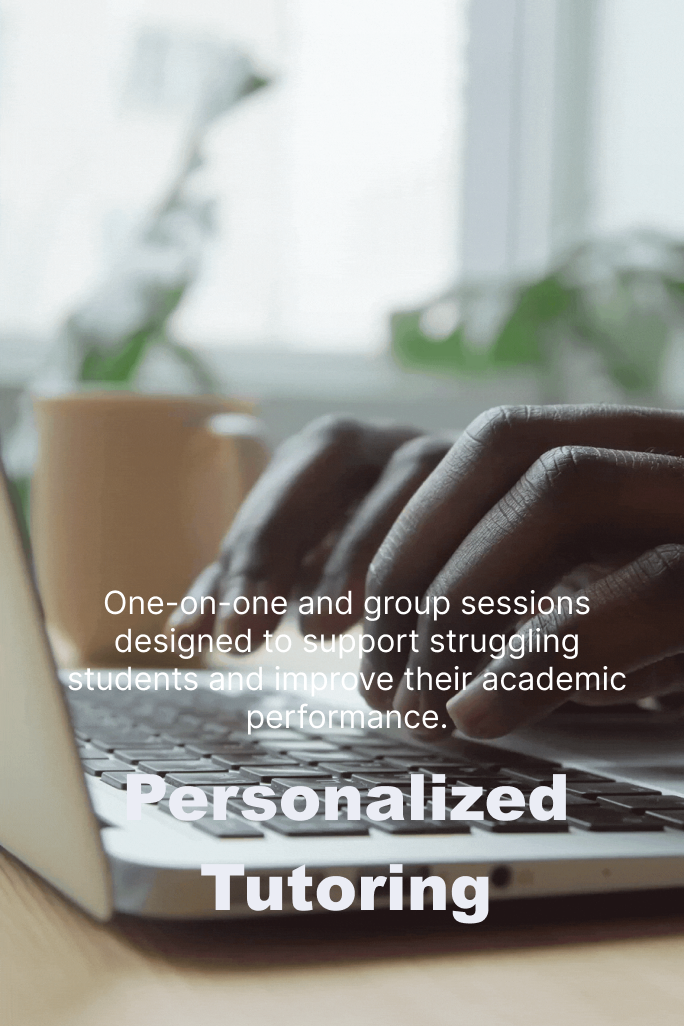 One-on-one and group sessions
designed to support struggling
students and improve their academic
performance.
Personalized
Tutoring